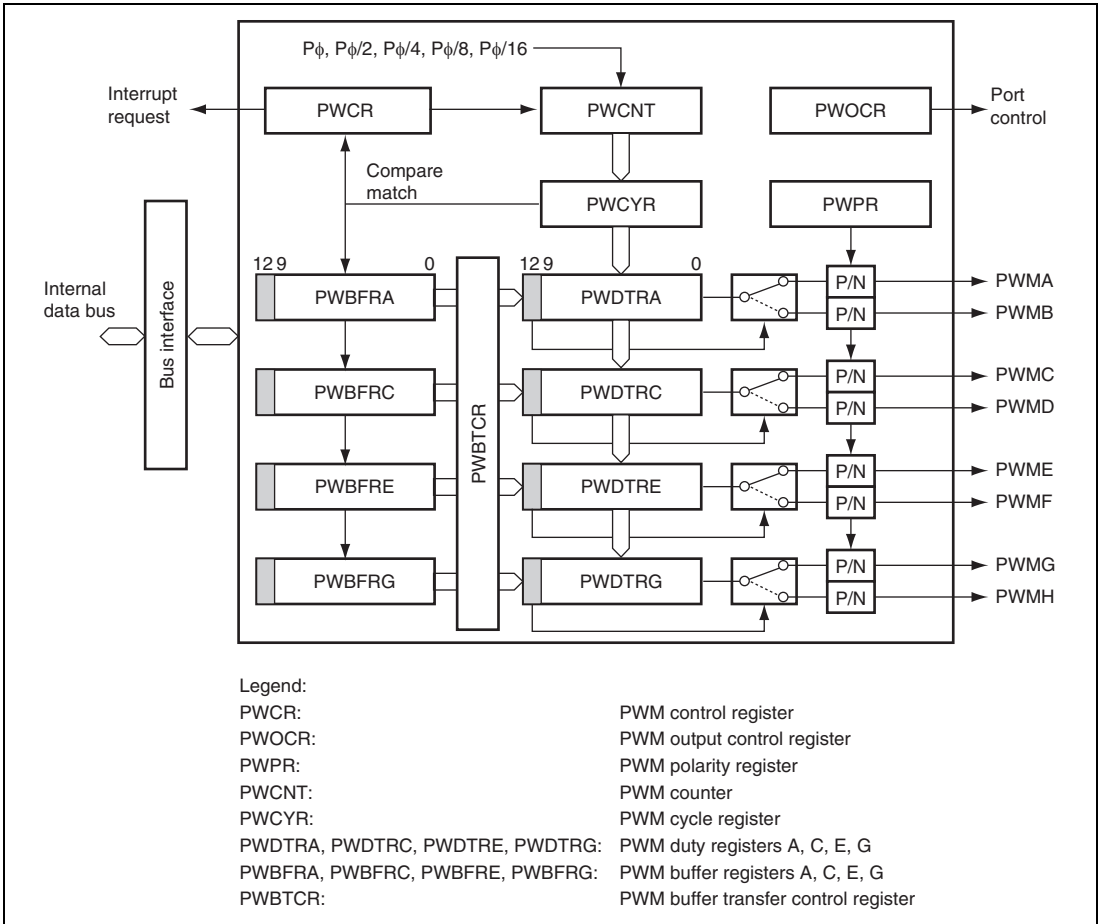 Pϕ, Pϕ/2, Pϕ/4, Pϕ/8, Pϕ/16
Interrupt
request
PWCR
PWCNT
PWOCR
Port
control
Compare
match
PWCYR
PWPR
Internal
data bus
Bus interface
12 9 0
PWBFRA
PWBTCR
12 9 0
PWDTRA
P/N
PWMA
P/N
PWMB
PWBFRC
PWDTRC
P/N
PWMC
P/N
PWMD
PWBFRE
PWDTRE
P/N
PWME
P/N
PWMF
PWBFRG
PWDTRG
P/N
PWMG
P/N
PWMH
Legend:
PWCR: PWM control register
PWOCR: PWM output control register
PWPR: PWM polarity register
PWCNT: PWM counter
PWCYR: PWM cycle register
PWDTRA, PWDTRC, PWDTRE, PWDTRG: PWM duty registers A, C, E, G
PWBFRA, PWBFRC, PWBFRE, PWBFRG: PWM buffer registers A, C, E, G
PWBTCR: PWM buffer transfer control register